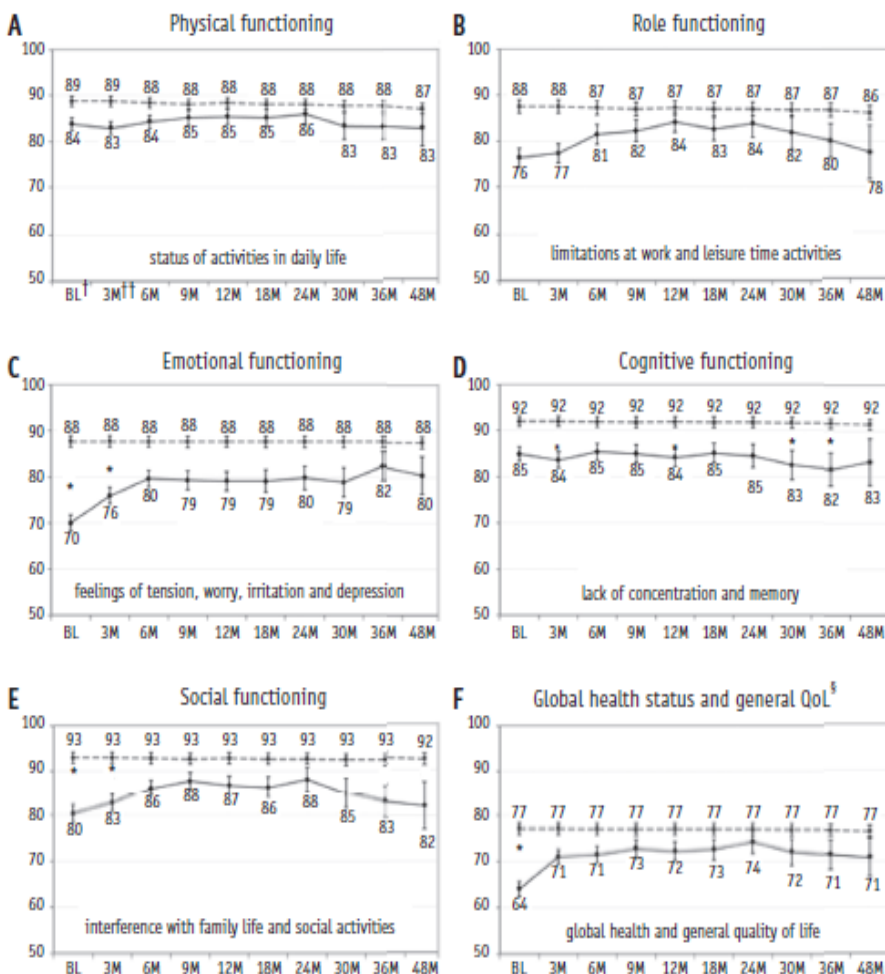 A Physical functioning
100
90
80
70
60
50
89 89 88 88 88 88 88 88 88 87
84 83 84 85 85 85 86 83 83 83
status of activities in daily life
BL† 3M†† 6M 9M 12M 18M 24M 30M 36M 48M
B Role functioning
100
90
80
70
60
50
88 88 87 87 87 87 87 87 87 86
76 77 81 82 84 83 84 82 80 78
limitations at work and leisure time activities
BL 3M 6M 9M 12M 18M 24M 30M 36M 48M
C Emotional functioning
100
90
80
70
60
50
88 88 88 88 88 88 88 88 88 88
* *
70 76 80 79 79 79 80 79 82 80
feelings of tension, worry, irritation and depression
BL 3M 6M 9M 12M 18M 24M 30M 36M 48M
D Cognitive functioning
100
90
80
70
60
50
92 92 92 92 92 92 92 92 92 92
* * * *
85 84 85 85 84 85 85 83 82 83
lack of concentration and memory
BL 3M 6M 9M 12M 18M 24M 30M 36M 48M
E Social functioning
100
90
80
70
60
50
93 93 93 93 93 93 93 93 93 92
* *
80 83 86 88 87 86 88 85 83 82
interference with family life and social activities
BL 3M 6M 9M 12M 18M 24M 30M 36M 48M
F Global health status and general QoL§
100
90
80
70
60
50
77 77 77 77 77 77 77 77 77 77
*
64 71 71 73 72 73 74 72 71 71
global health and general quality of life
BL 3M 6M 9M 12M 18M 24M 30M 36M 48M